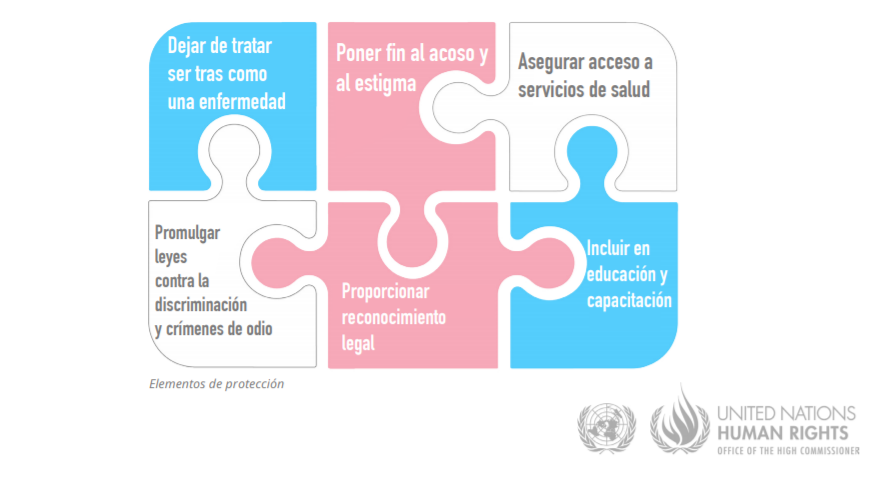 Dejar de tratar
ser tras como
una enfermedad
Poner fin al acoso y
al estigma
Asegurar acceso a
servicios de salud
Promulgar
leyes
contra la
discriminación
y crímenes de odio
Proporcionar
reconocimiento
legal
Incluir en
educación y
capacitación
Elementos de protección
UNITED NATIONS
HUMAN RIGHTS
OFFICE OF THE HIGH COMMISSIONER